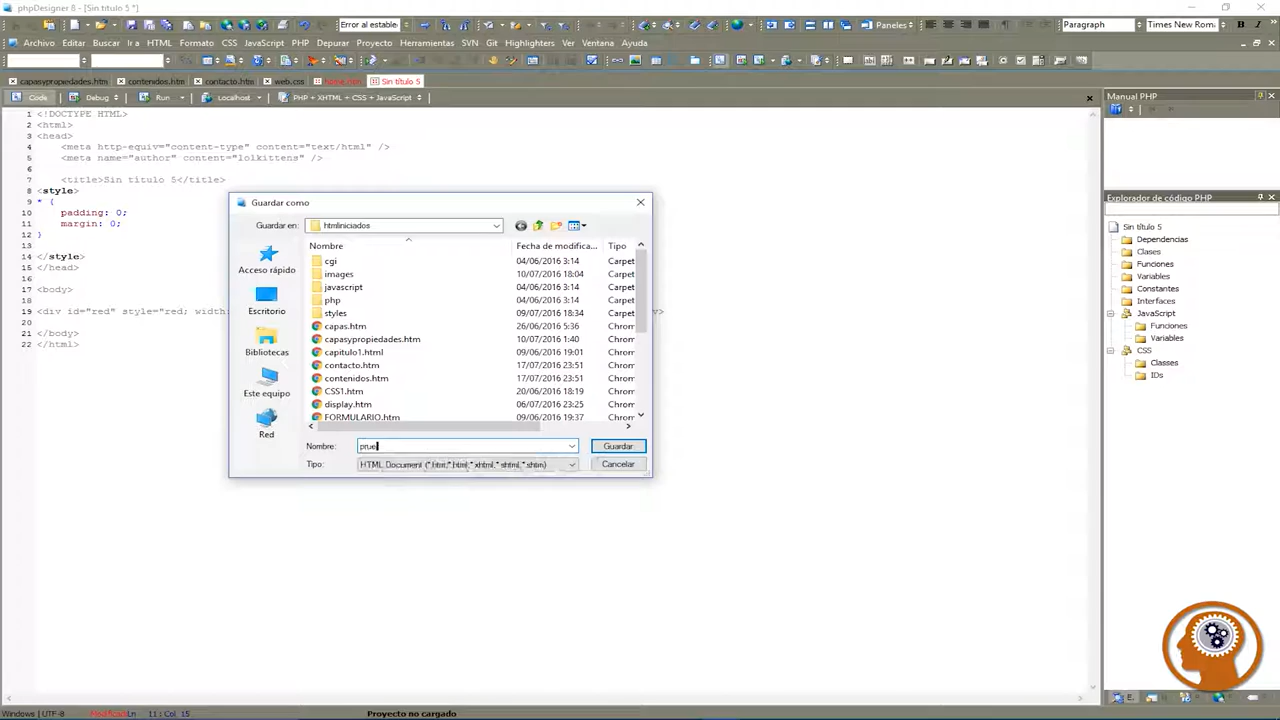 phpDesigner 8 - [Sin título 5 *]
Error al estable
Paneles
Paragraph
Times New Rom
B
I
Archivo Editar Buscar Ir a HTML Formato CSS JavaScript PHP Depurar Proyecto Herramientas SVN Git Highlighters Ver Ventana Ayuda
capasypropiedades.htm contenidos.htm contacto.htm web.css Sin título 5
Code Debug Run Localhost PHP + XHTML + CSS + JavaScript
1 <!DOCTYPE HTML>
2 <html>
3 <head>
4 <meta http-equiv="content-type" content="text/html" />
5 <meta name="author" content="lolkittens" />
6
7 <title>Sin título 5</title>
8 <style>
9 * {
10 padding: 0;
11 margin: 0;
12 }
13
14 </style>
15 </head>
16
17 <body>
18
19 <div id="red" style="red; width
v>
20
21 </body>
22 </html>
Guardar como
Guardar en: htmliniciados
Acceso rápido
Escritorio
Bibliotecas
Este equipo
Red
Nombre Fecha de modifica... Tipo
cgi 04/06/2016 3:14 Carpet
images 10/07/2016 18:04 Carpet
javascript 04/06/2016 3:14 Carpet
php 04/06/2016 3:14 Carpet
styles 09/07/2016 18:34 Carpet
capas.htm 26/06/2016 5:36 Chrom
capasypropiedades.htm 10/07/2016 1:40 Chrom
capitulo1.html 09/06/2016 19:01 Chrom
contacto.htm 17/07/2016 23:51 Chrom
contenidos.htm 17/07/2016 23:51 Chrom
CSS1.htm 20/06/2016 18:19 Chrom
display.htm 06/07/2016 23:25 Chrom
FORMULARIO.htm 09/06/2016 19:37 Chrom
Nombre: prue Guardar
Tipo: HTML Document (*.htm;*.html;*.xhtml;*.shtml;*.shtm) Cancelar
Manual PHP
Explorador de código PHP
Sin título 5
Dependencias
Clases
Funciones
Variables
Constantes
Interfaces
JavaScript
Funciones
Variables
CSS
Classes
IDs
E.
Windows | UTF-8 Ln 11 : Col 15 Proyecto no cargado